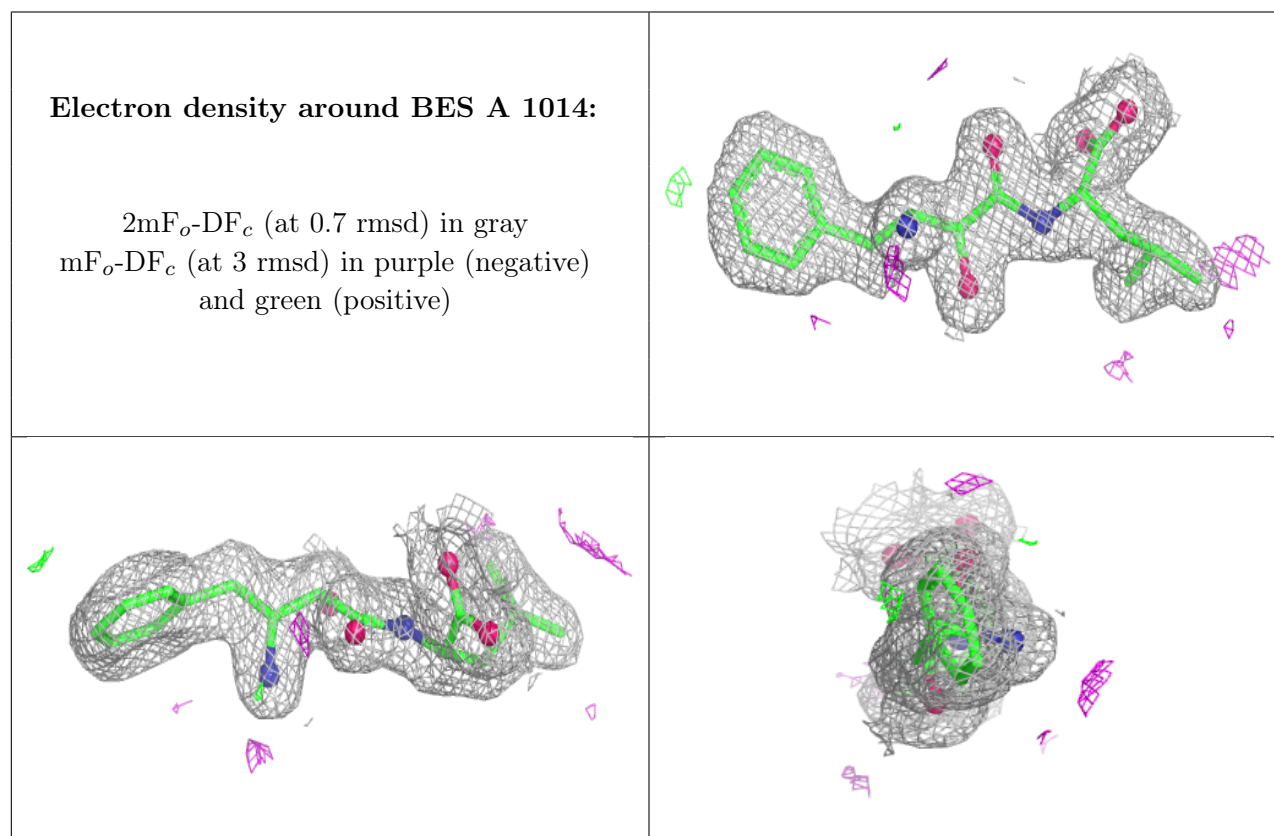 Electron density around BES A 1014:
2mFₒ-DF𝒸 (at 0.7 rmsd) in gray
mFₒ-DF𝒸 (at 3 rmsd) in purple (negative)
and green (positive)